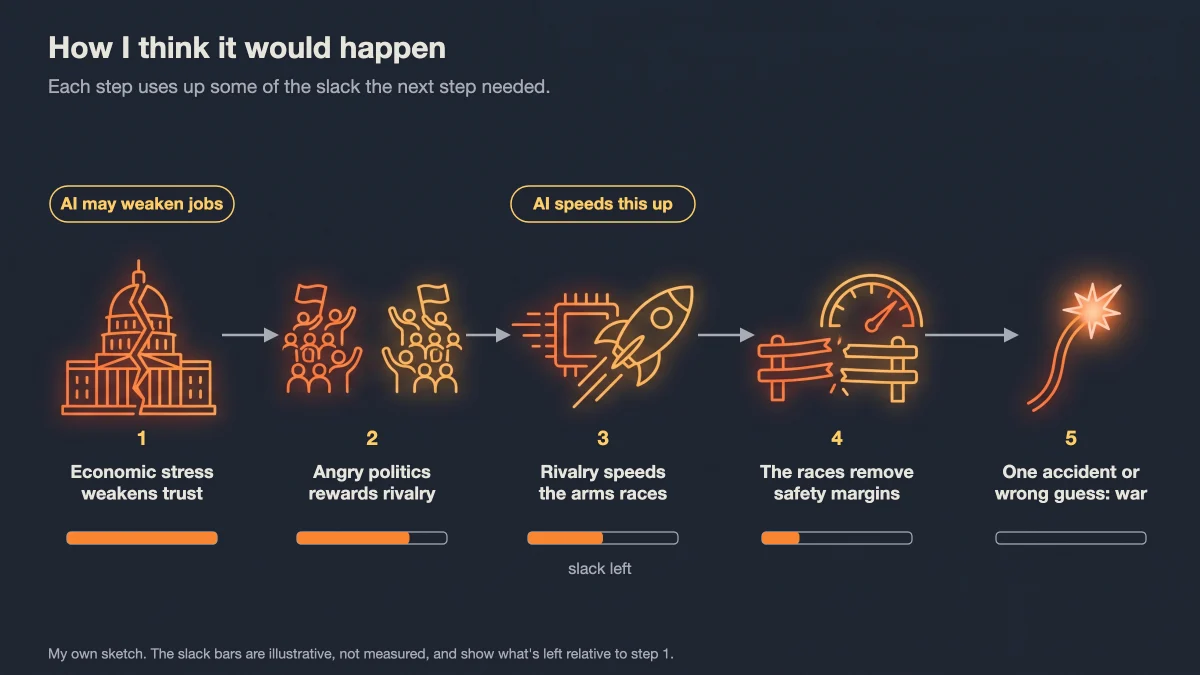 How I think it would happen
Each step uses up some of the slack the next step needed.
AI may weaken jobs
AI speeds this up
1
Economic stress
weakens trust
2
Angry politics
rewards rivalry
3
Rivalry speeds
the arms races
4
The races remove
safety margins
5
One accident or
wrong guess: war
slack left
My own sketch. The slack bars are illustrative, not measured, and show what's left relative to step 1.